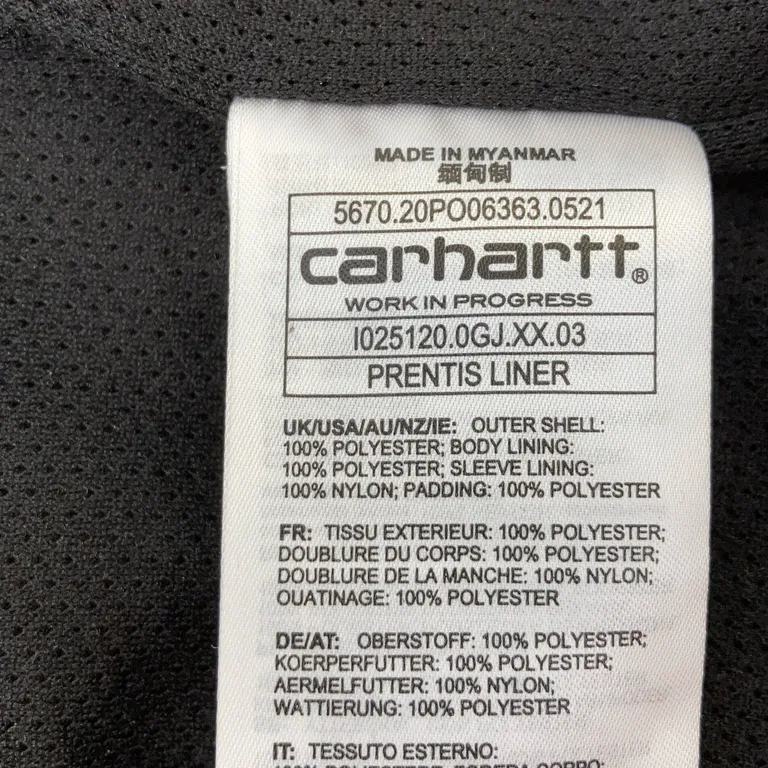 MADE IN MYANMAR
缅甸制
5670.20PO06363.0521
carhartt®
WORK IN PROGRESS
I025120.0GJ.XX.03
PRENTIS LINER
UK/USA/AU/NZ/IE: OUTER SHELL:
100% POLYESTER; BODY LINING:
100% POLYESTER; SLEEVE LINING:
100% NYLON; PADDING: 100% POLYESTER
FR: TISSU EXTERIEUR: 100% POLYESTER;
DOUBLURE DU CORPS: 100% POLYESTER;
DOUBLURE DE LA MANCHE: 100% NYLON;
OUATINAGE: 100% POLYESTER
DE/AT: OBERSTOFF: 100% POLYESTER;
KOERPERFUTTER: 100% POLYESTER;
AERMELFUTTER: 100% NYLON;
WATTIERUNG: 100% POLYESTER
IT: TESSUTO ESTERNO: